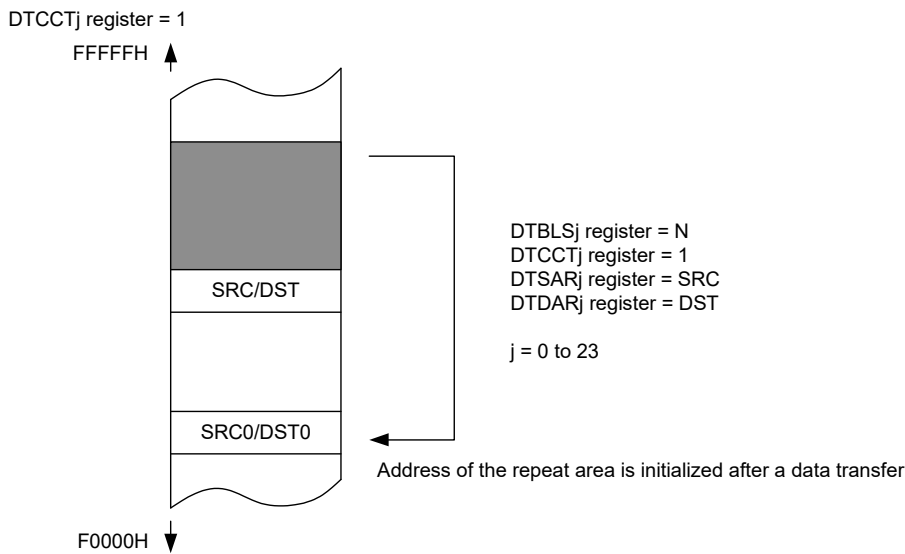 DTCCTj register = 1
FFFFFH
SRC/DST
DTBLSj register = N
DTCCTj register = 1
DTSARj register = SRC
DTDARj register = DST
j = 0 to 23
SRC0/DST0
Address of the repeat area is initialized after a data transfer
F0000H